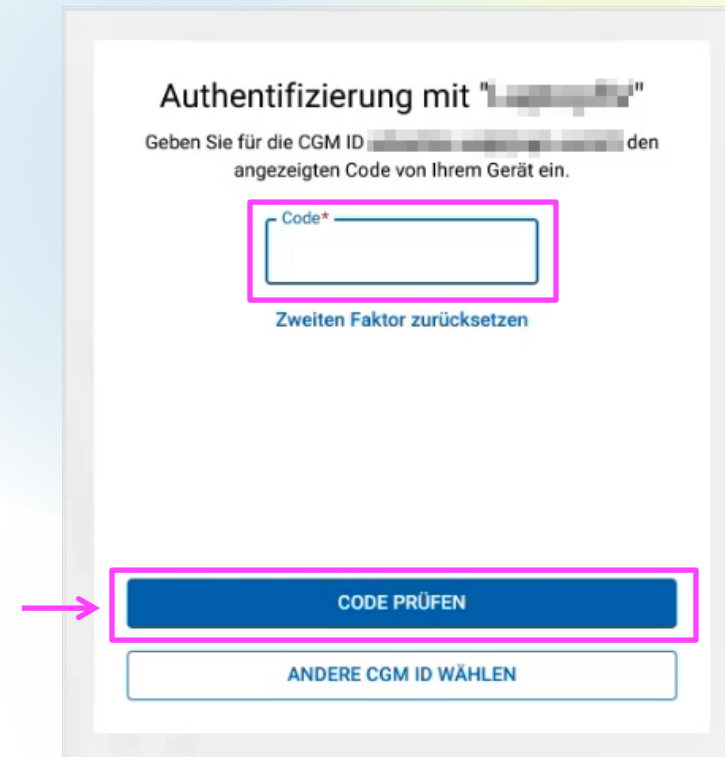 Authentifizierung mit " "
Geben Sie für die CGM ID den
angezeigten Code von Ihrem Gerät ein.
Code*
Zweiten Faktor zurücksetzen
CODE PRÜFEN
ANDERE CGM ID WÄHLEN